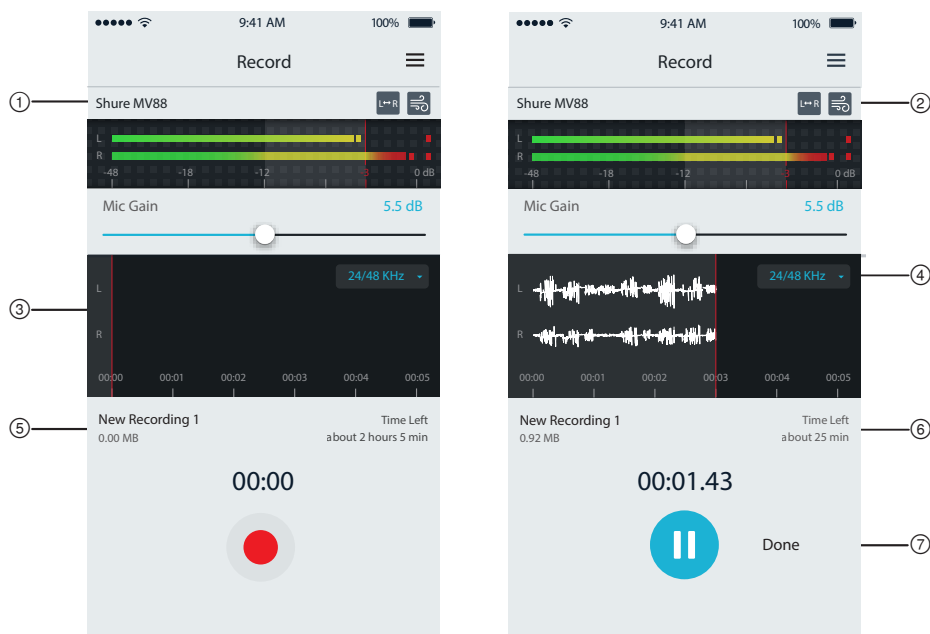 9:41 AM 100%
Record
① Shure MV88 L↔R
L
R
-48 -18 -12 -3 0 dB
Mic Gain 5.5 dB
24/48 KHz
③ L
R
00:00 00:01 00:02 00:03 00:04 00:05
⑤ New Recording 1 Time Left
0.00 MB about 2 hours 5 min
00:00
9:41 AM 100%
Record
Shure MV88 L↔R ②
L
R
-48 -18 -12 -3 0 dB
Mic Gain 5.5 dB
24/48 KHz ④
L
R
00:00 00:01 00:02 00:03 00:04 00:05
New Recording 1 Time Left ⑥
0.92 MB about 25 min
00:01.43
Done ⑦